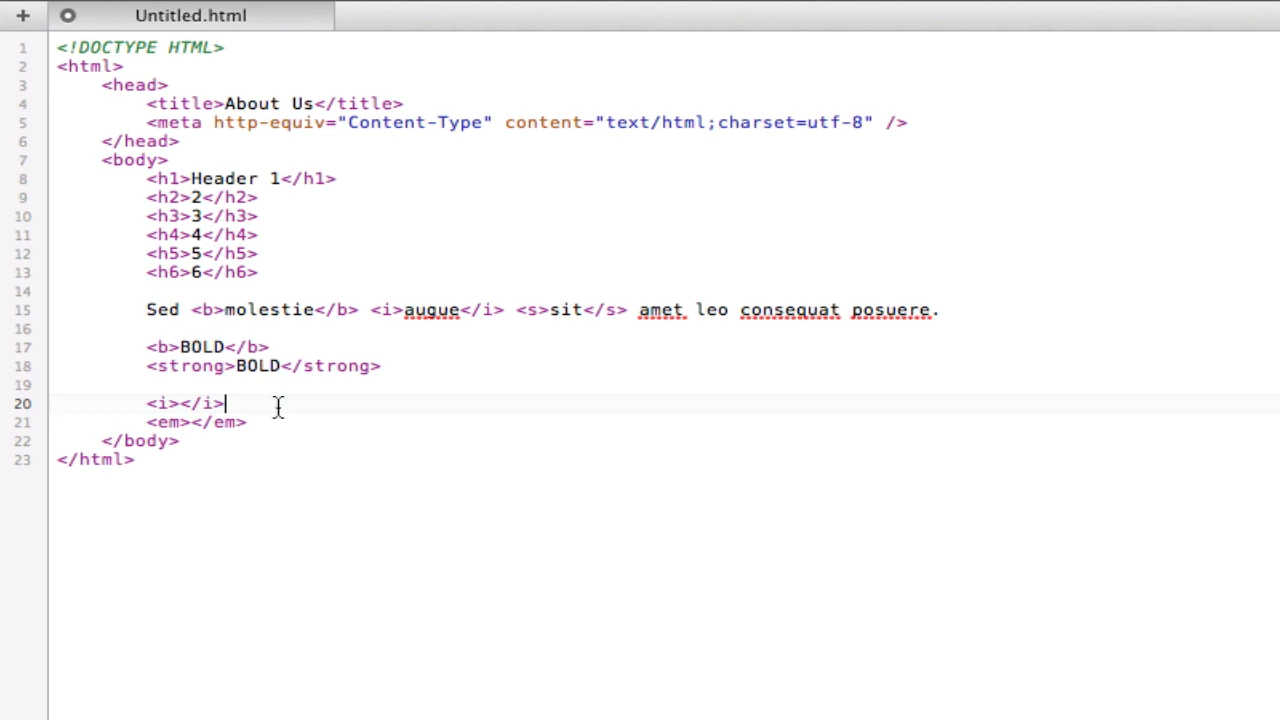 + Untitled.html
1 <!DOCTYPE HTML>
2 <html>
3 <head>
4 <title>About Us</title>
5 <meta http-equiv="Content-Type" content="text/html;charset=utf-8" />
6 </head>
7 <body>
8 <h1>Header 1</h1>
9 <h2>2</h2>
10 <h3>3</h3>
11 <h4>4</h4>
12 <h5>5</h5>
13 <h6>6</h6>
14
15 Sed <b>molestie</b> <i>augue</i> <s>sit</s> amet leo consequat posuere.
16
17 <b>BOLD</b>
18 <strong>BOLD</strong>
19
20 <i></i>
21 <em></em>
22 </body>
23 </html>